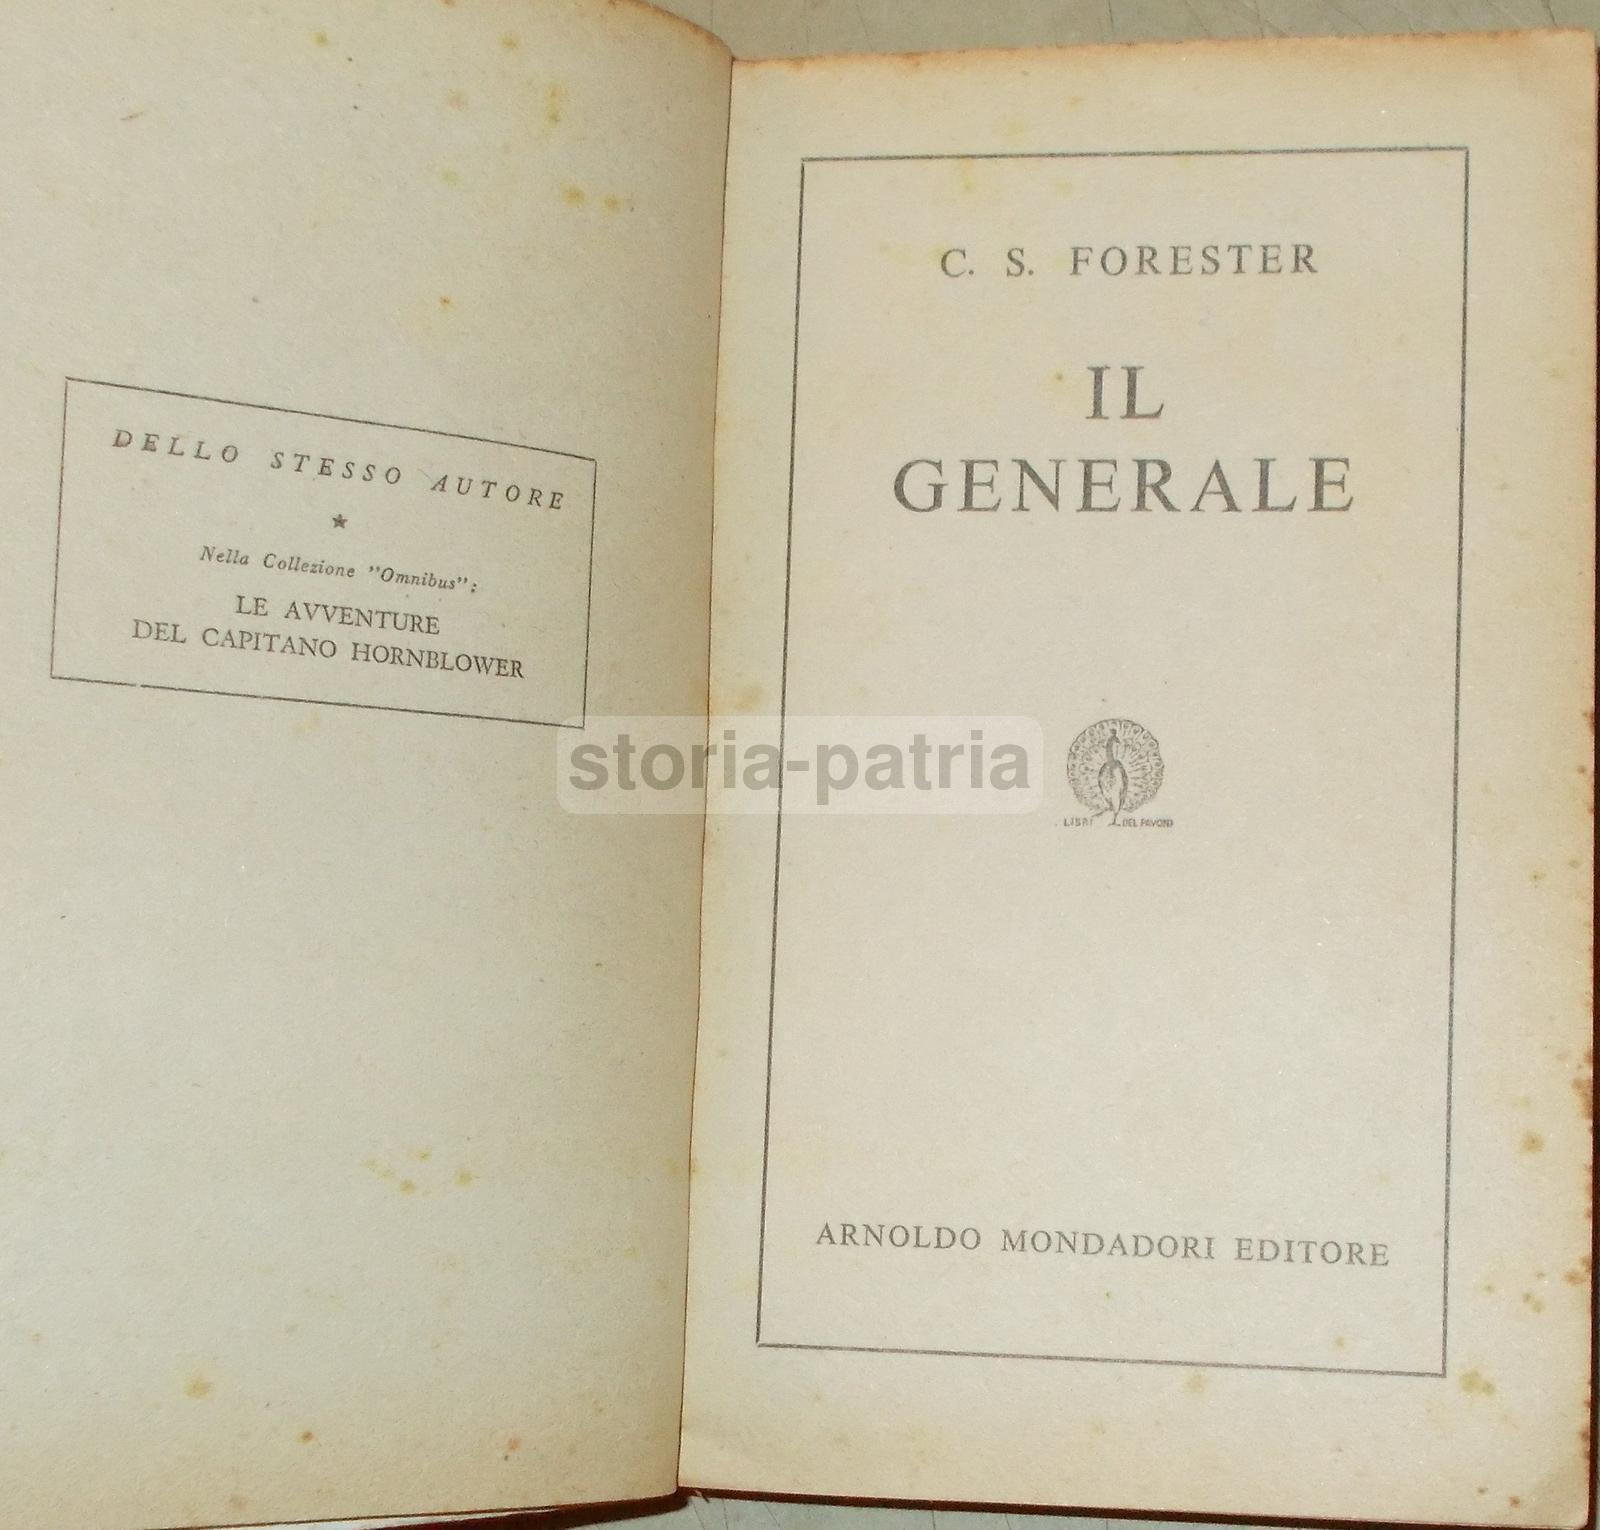 DELLO STESSO AUTORE
Nella Collezione "Omnibus":
LE AVVENTURE
DEL CAPITANO HORNBLOWER
C. S. FORESTER
IL
GENERALE
storia-patria
LIBRI DEL PAVONE
ARNOLDO MONDADORI EDITORE